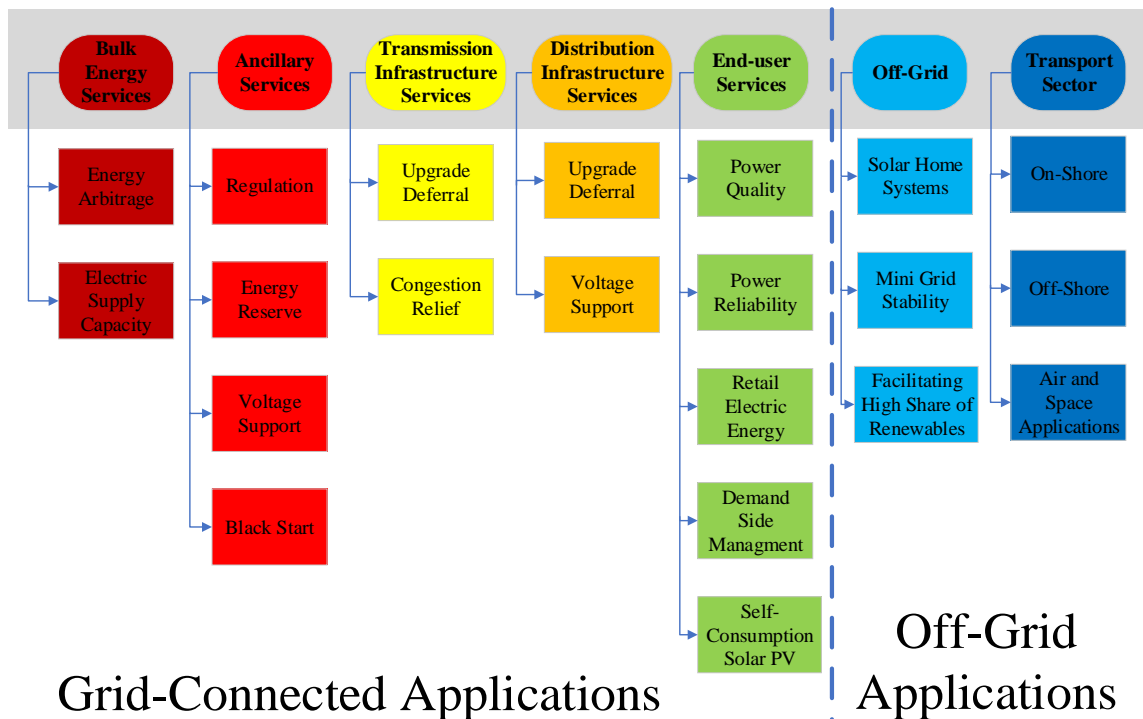 Bulk
Energy
Services
Energy
Arbitrage
Electric
Supply
Capacity
Ancillary
Services
Regulation
Energy
Reserve
Voltage
Support
Black Start
Transmission
Infrastructure
Services
Upgrade
Deferral
Congestion
Relief
Distribution
Infrastructure
Services
Upgrade
Deferral
Voltage
Support
End-user
Services
Power
Quality
Power
Reliability
Retail
Electric
Energy
Demand
Side
Managment
Self-
Consumption
Solar PV
Grid-Connected Applications
Off-Grid
Solar Home
Systems
Mini Grid
Stability
Facilitating
High Share of
Renewables
Transport
Sector
On-Shore
Off-Shore
Air and
Space
Applications
Off-Grid
Applications